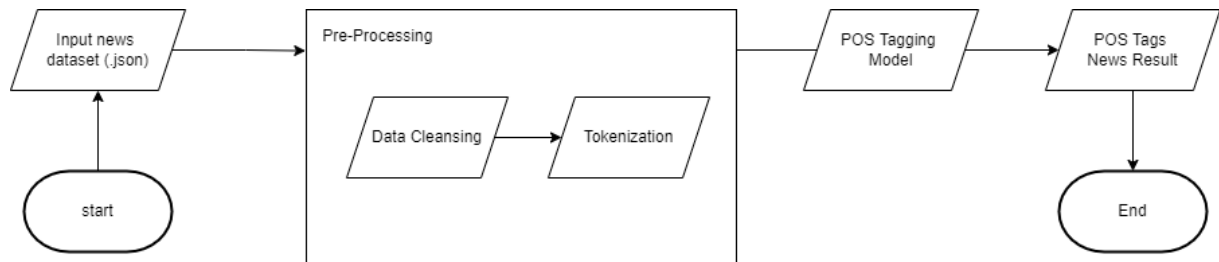 Input news
dataset (.json)
Pre-Processing
POS Tagging
Model
POS Tags
News Result
Data Cleansing
Tokenization
start
End